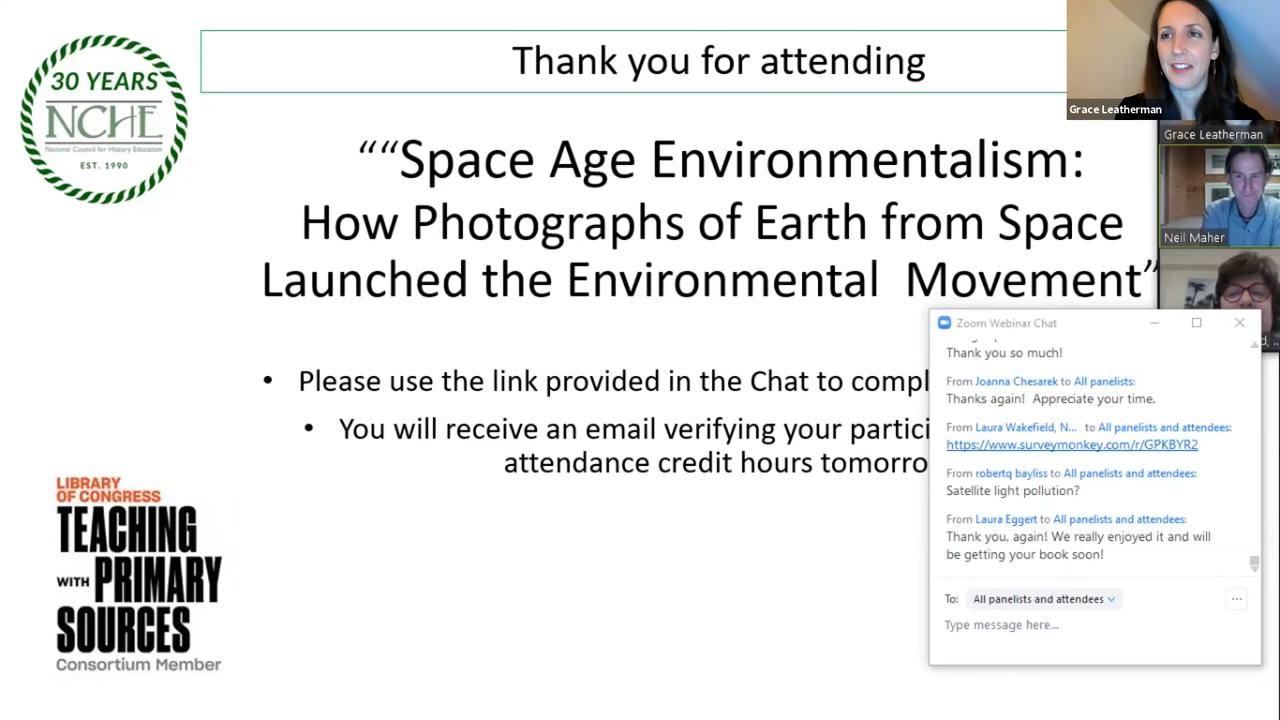 30 YEARS
NCHE
National Council for History Education
EST. 1990
Thank you for attending
““Space Age Environmentalism:
How Photographs of Earth from Space
Launched the Environmental Movement”
• Please use the link provided in the Chat to compl
• You will receive an email verifying your partici
attendance credit hours tomorro
LIBRARY
OF CONGRESS
TEACHING
WITH PRIMARY
SOURCES
Consortium Member
Grace Leatherman
Grace Leatherman
Neil Maher
d, ..
Zoom Webinar Chat
Thank you so much!
From Joanna Chesarek to All panelists:
Thanks again! Appreciate your time.
From Laura Wakefield, N... to All panelists and attendees:
https://www.surveymonkey.com/r/GPKBYR2
From robertq bayliss to All panelists and attendees:
Satellite light pollution?
From Laura Eggert to All panelists and attendees:
Thank you, again! We really enjoyed it and will
be getting your book soon!
To: All panelists and attendees
...
Type message here...